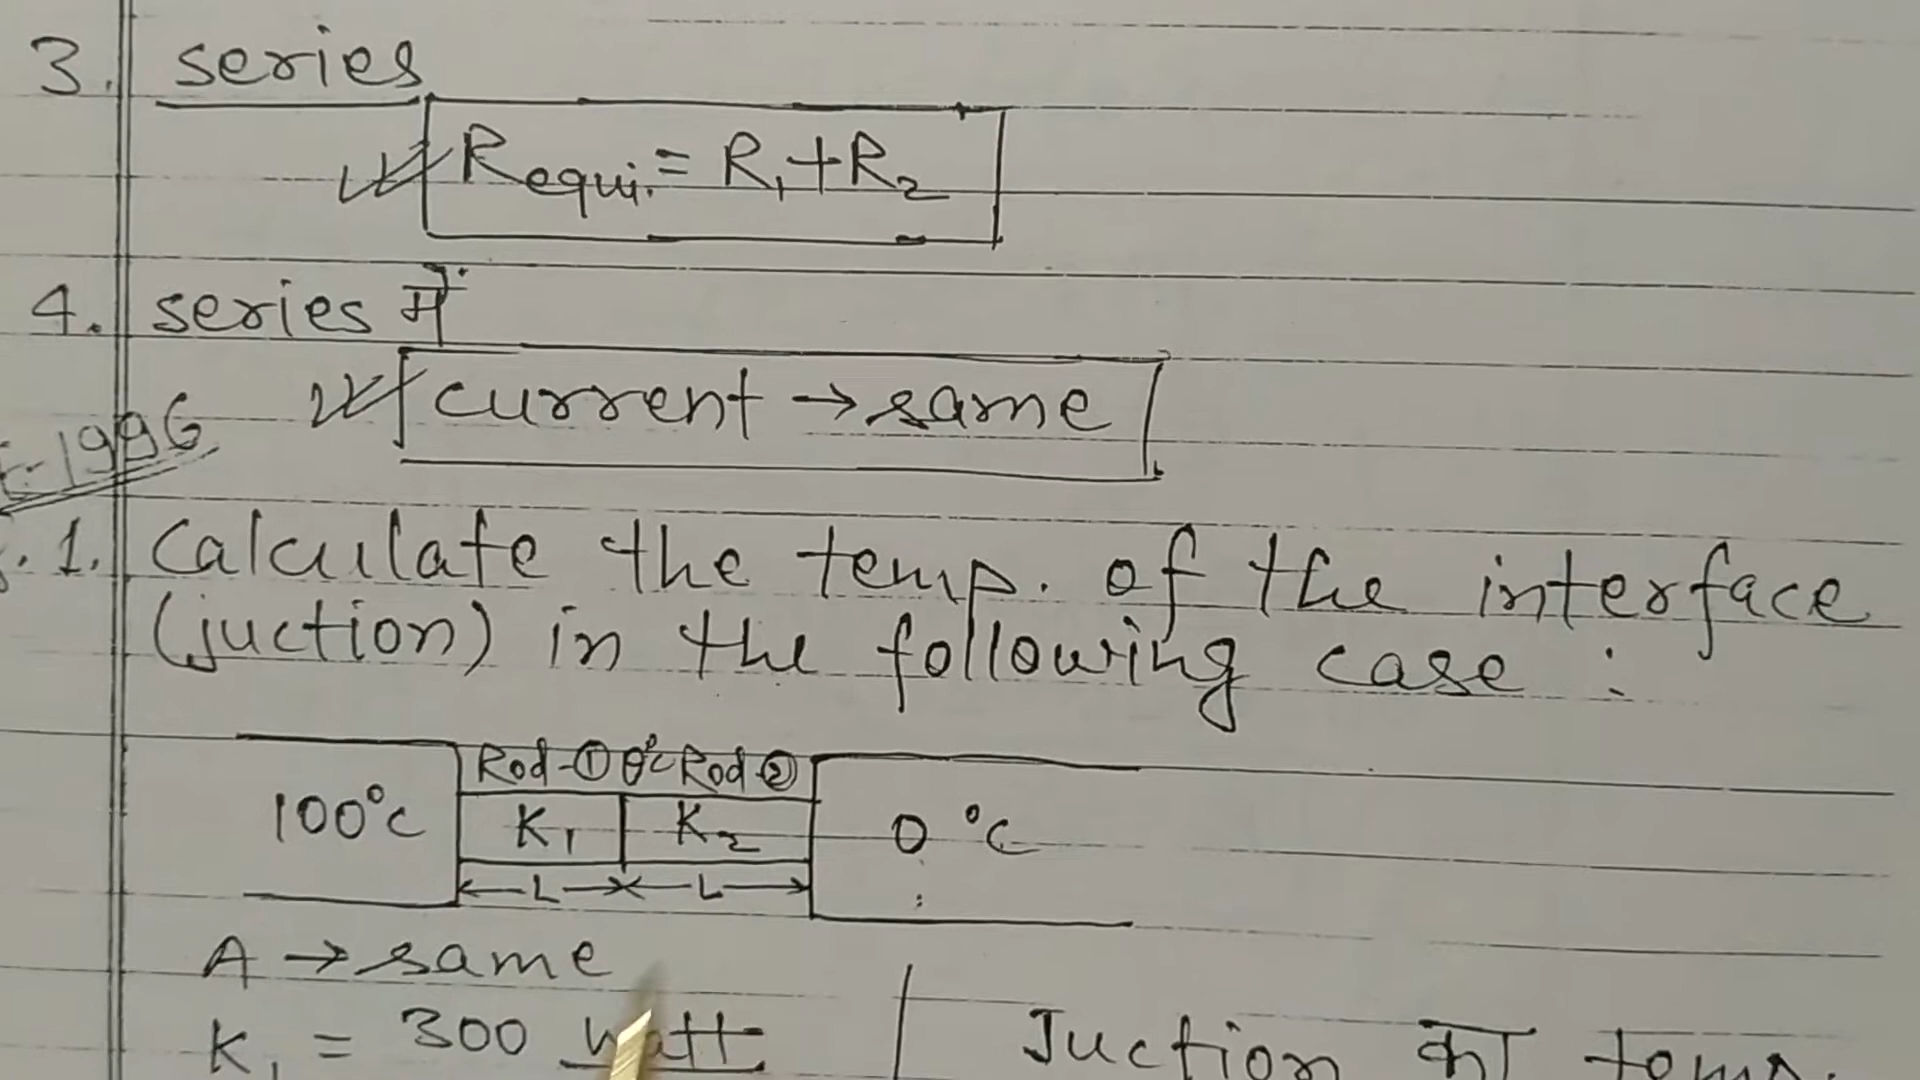 3. series
Requi. = R₁+R₂
4. series में
current → same
1996
1. Calculate the temp. of the interface
(juction) in the following case :
Rod-① θ°C Rod ②
100°C K₁ K₂ 0 °C
L L
A → same
K₁ = 300 watt
Juction का temp.